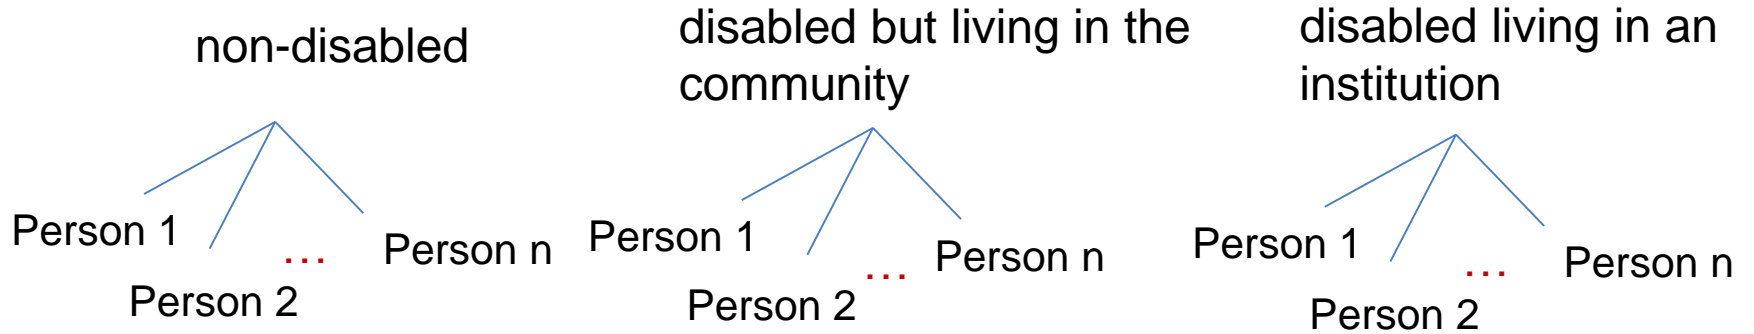 non-disabled
disabled but living in the
community
disabled living in an
institution
Person 1
Person 2
...
Person n
Person 1
Person 2
...
Person n
Person 1
Person 2
...
Person n